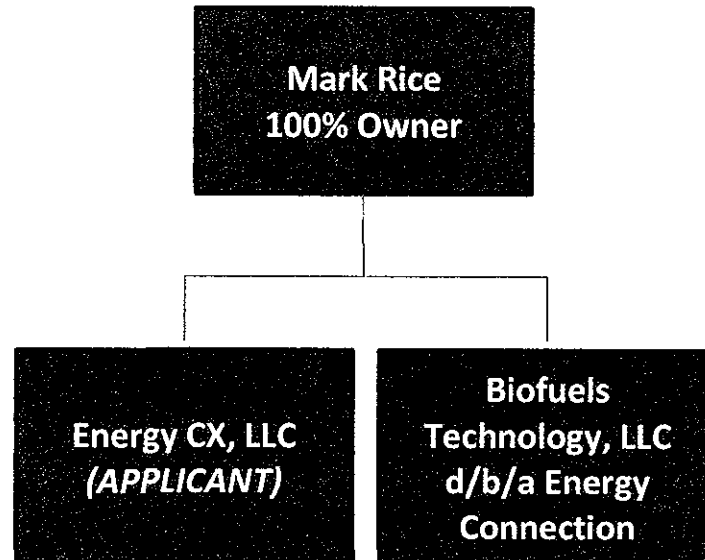 Mark Rice
100% Owner
Energy CX, LLC
(APPLICANT)
Biofuels
Technology, LLC
d/b/a Energy
Connection